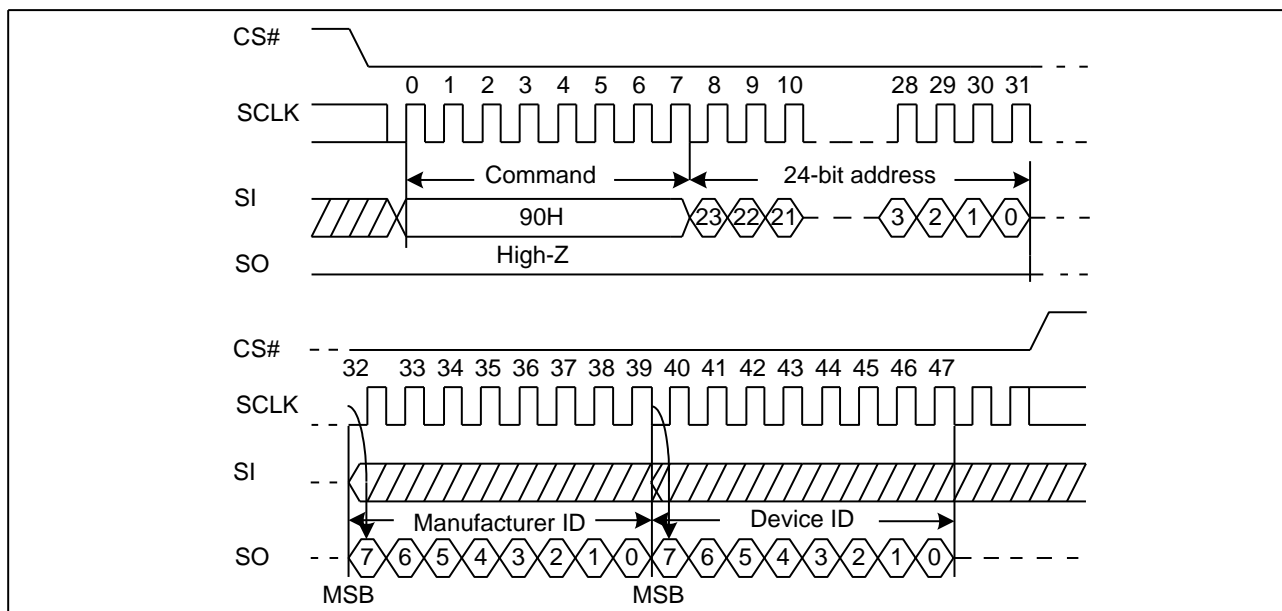 CS#
0 1 2 3 4 5 6 7 8 9 10 28 29 30 31
SCLK
Command 24-bit address
SI
90H 23 22 21 3 2 1 0
High-Z
SO
CS#
32 33 34 35 36 37 38 39 40 41 42 43 44 45 46 47
SCLK
SI
Manufacturer ID Device ID
SO 7 6 5 4 3 2 1 0 7 6 5 4 3 2 1 0
MSB MSB